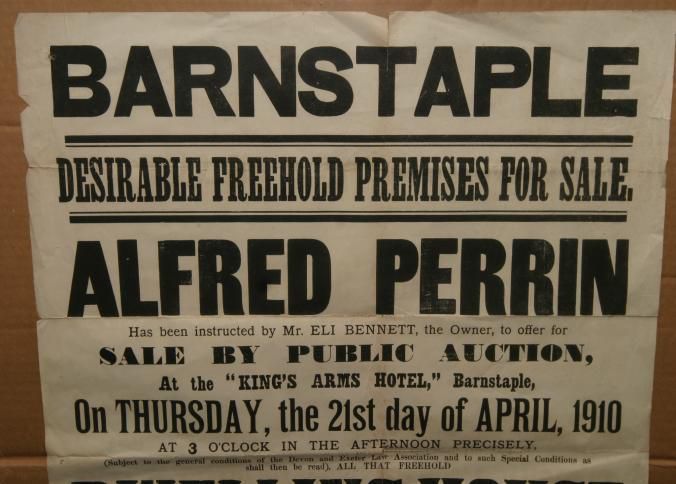 BARNSTAPLE
DESIRABLE FREEHOLD PREMISES FOR SALE.
ALFRED PERRIN
Has been instructed by Mr. ELI BENNETT, the Owner, to offer for
SALE BY PUBLIC AUCTION,
At the "KING'S ARMS HOTEL," Barnstaple,
On THURSDAY, the 21st day of APRIL, 1910
AT 3 O'CLOCK IN THE AFTERNOON PRECISELY,
(Subject to the general conditions of the Devon and Exeter Law Association and to such Special Conditions as
shall then be read), ALL THAT FREEHOLD
DWELLING HOUSE